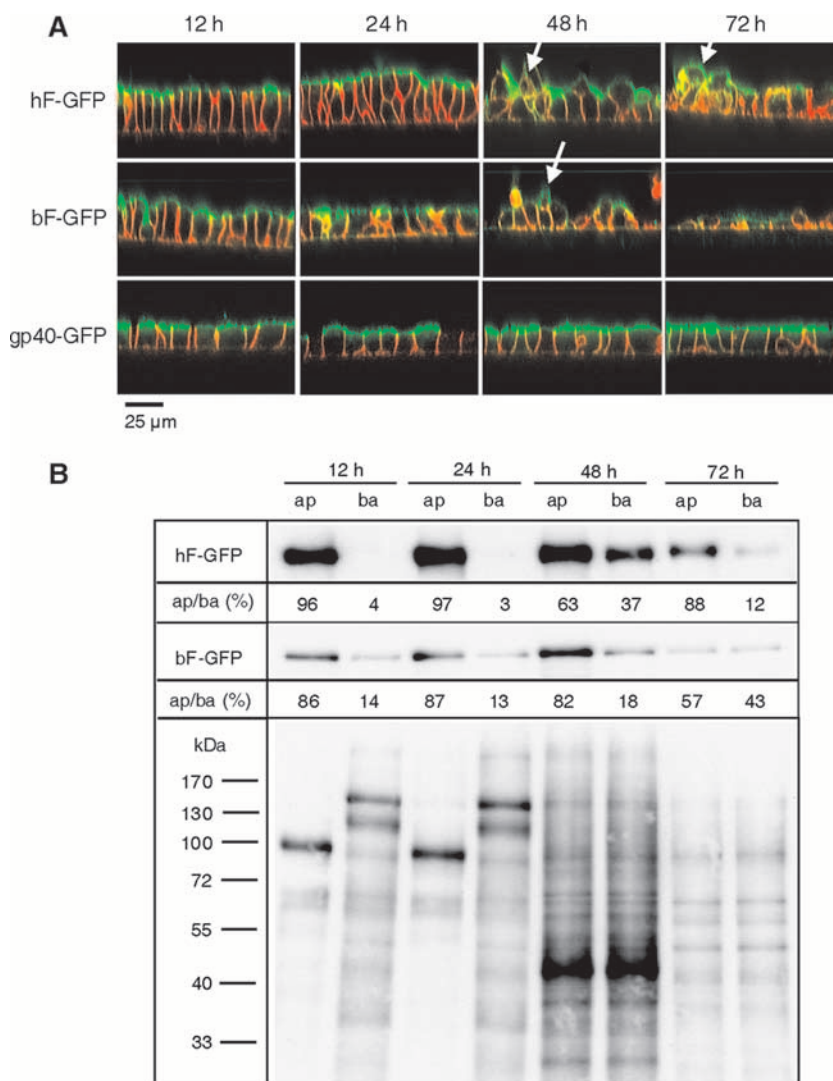 A
12 h 24 h 48 h 72 h
hF-GFP
bF-GFP
gp40-GFP
25 µm
B
12 h 24 h 48 h 72 h
ap ba ap ba ap ba ap ba
hF-GFP
ap/ba (%) 96 4 97 3 63 37 88 12
bF-GFP
ap/ba (%) 86 14 87 13 82 18 57 43
kDa
170
130
100
72
55
40
33